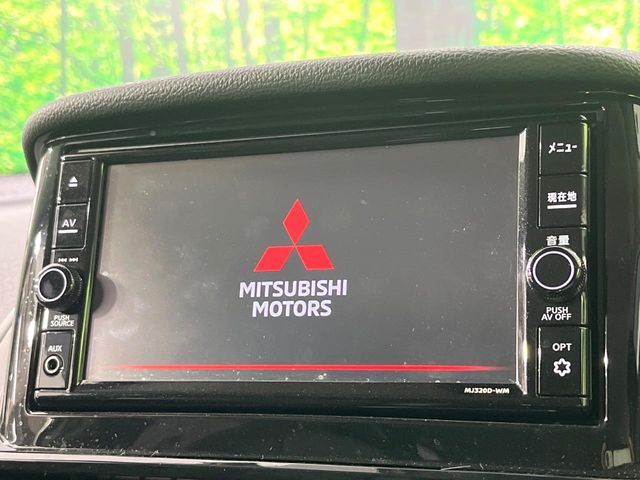 メニュー
AV
現在地
音量
PUSH
SOURCE
MITSUBISHI
MOTORS
PUSH
AV OFF
AUX
OPT
MJ320D-WM